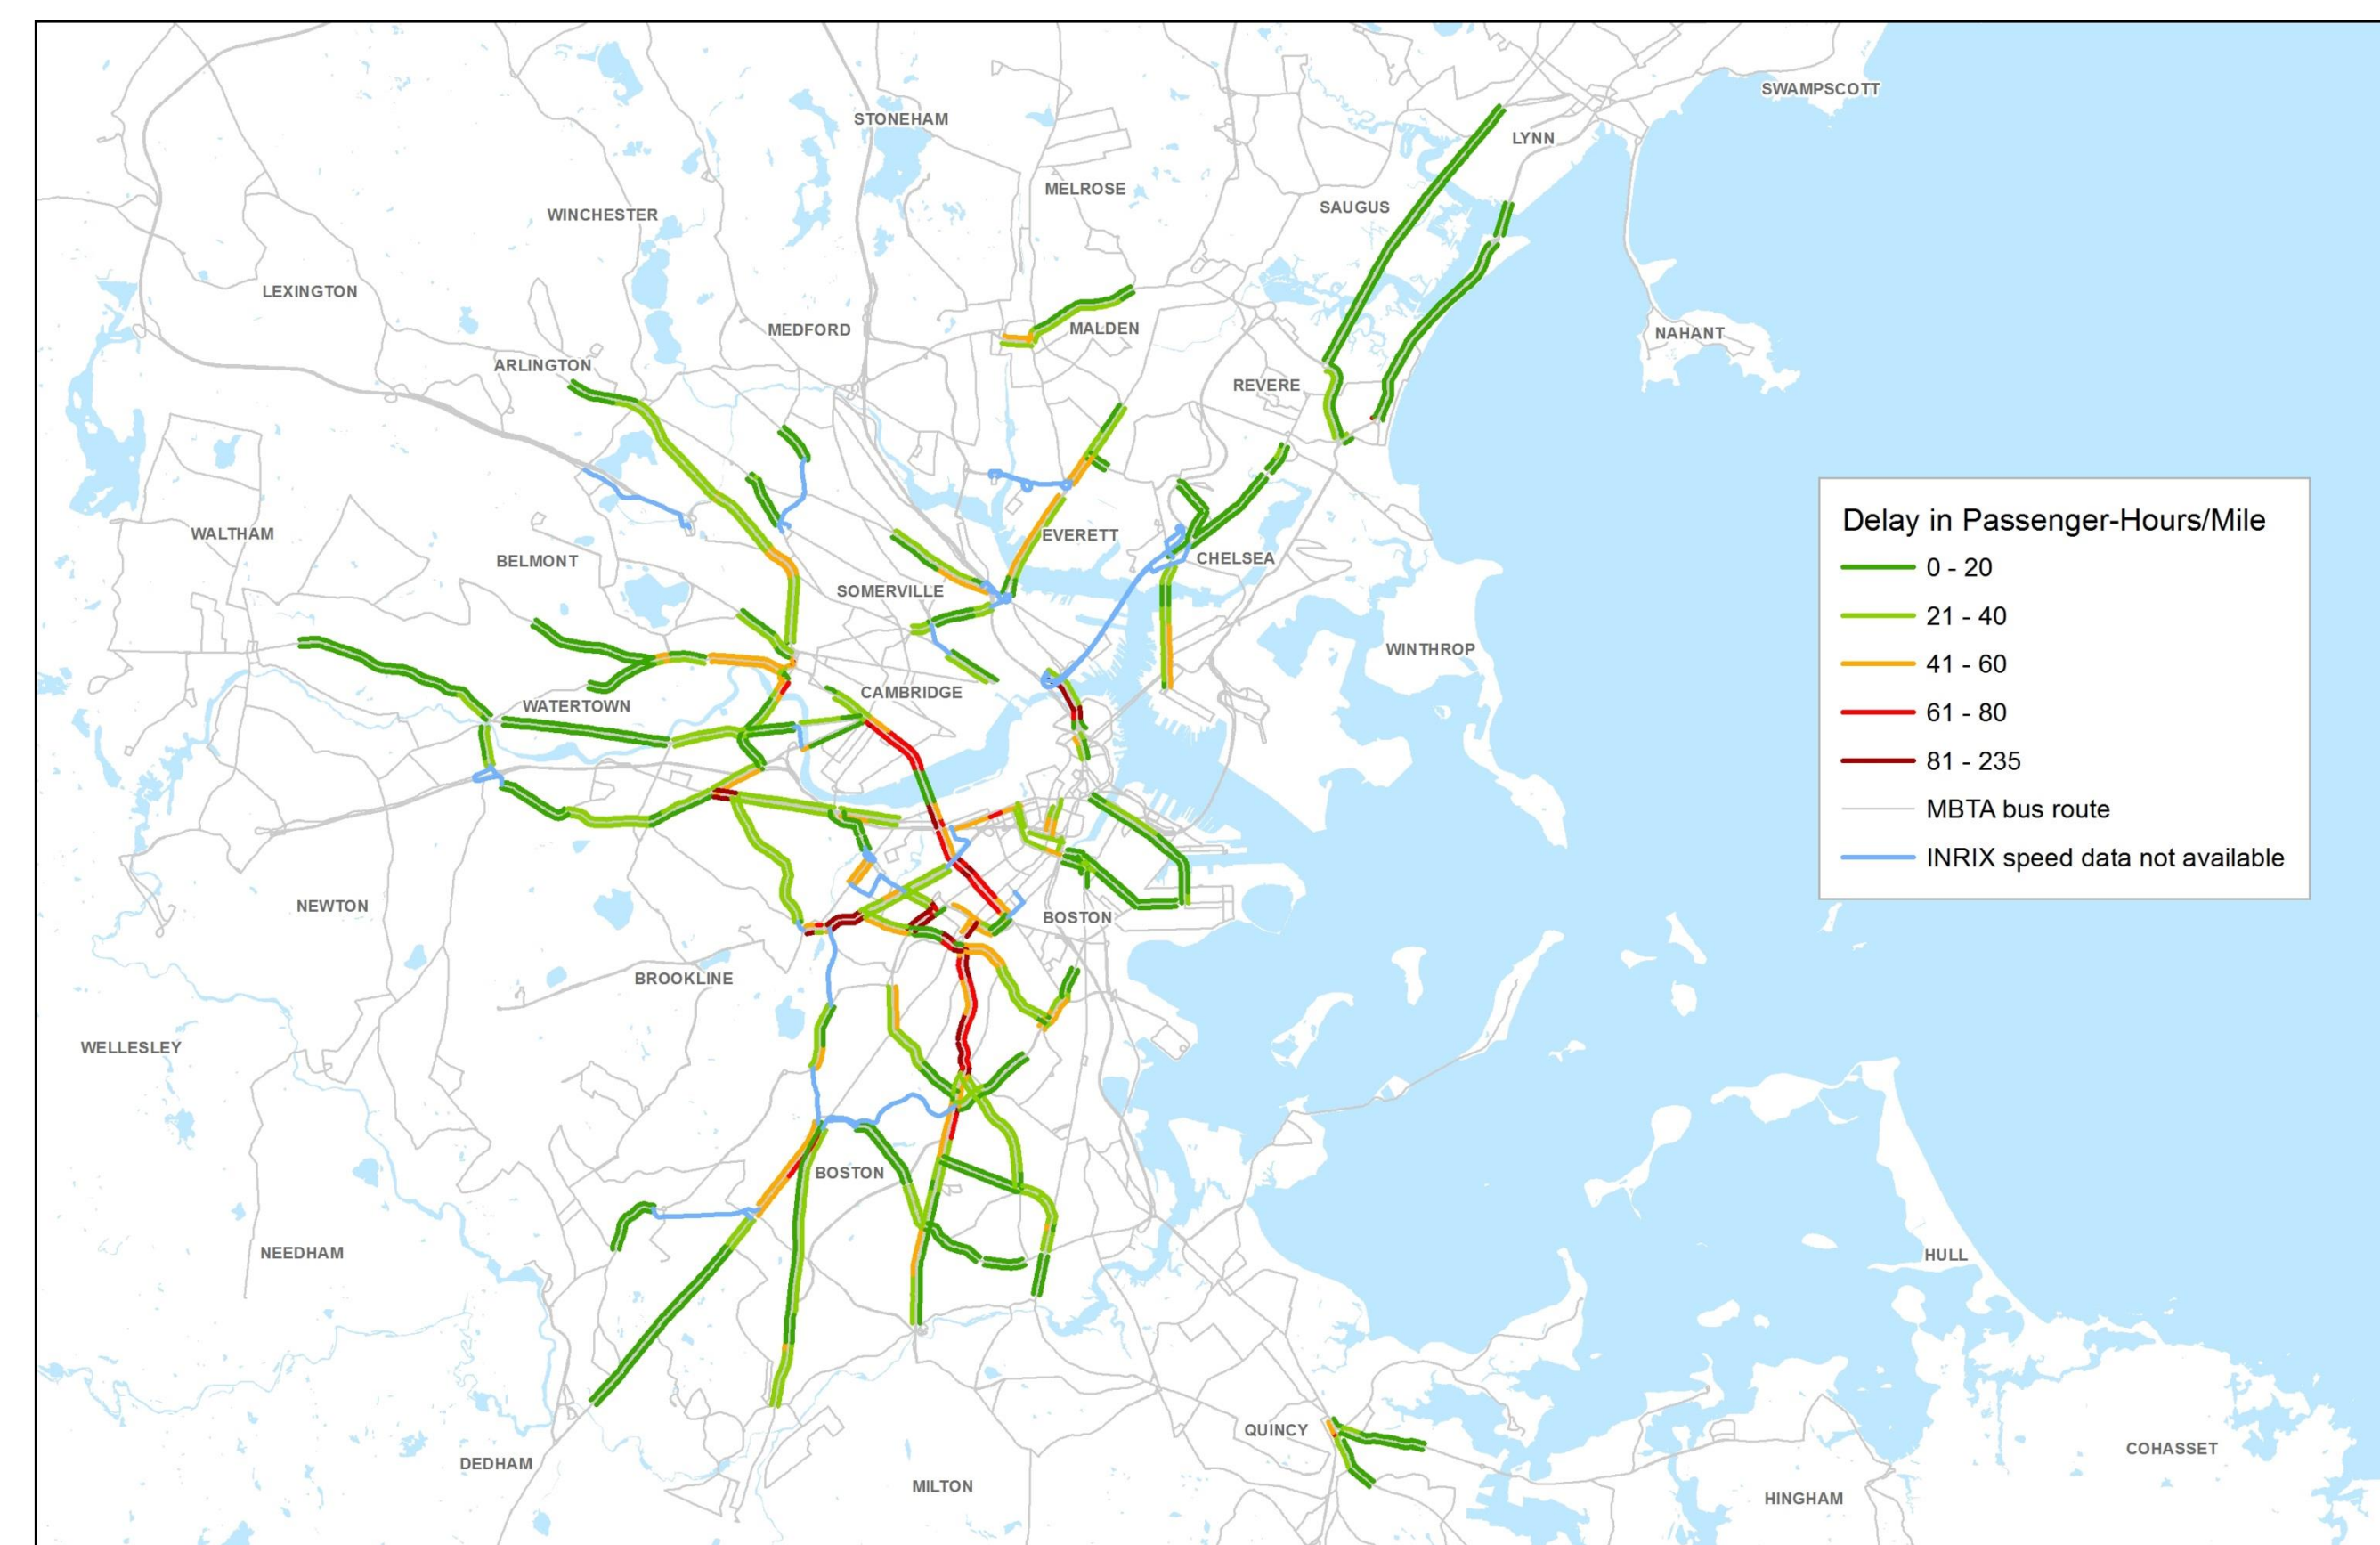 SWAMPSCOTT
STONEHAM
LYNN
MELROSE
SAUGUS
WINCHESTER
LEXINGTON
MEDFORD
MALDEN
NAHANT
ARLINGTON
REVERE
WALTHAM
EVERETT
BELMONT
CHELSEA
SOMERVILLE
WINTHROP
CAMBRIDGE
WATERTOWN
NEWTON
BOSTON
BROOKLINE
WELLESLEY
BOSTON
NEEDHAM
HULL
QUINCY
COHASSET
DEDHAM
MILTON
HINGHAM
Delay in Passenger-Hours/Mile
0 - 20
21 - 40
41 - 60
61 - 80
81 - 235
MBTA bus route
INRIX speed data not available